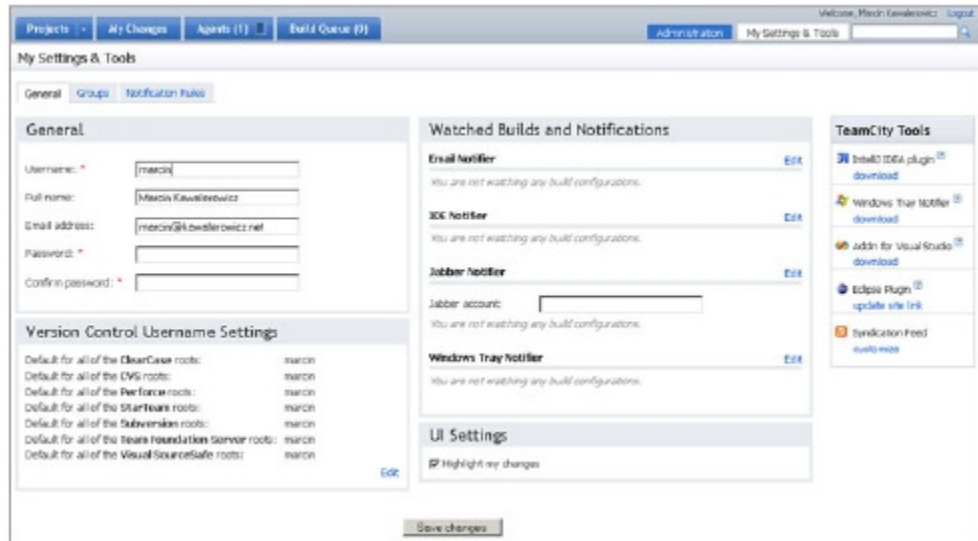 Welcome, Marcin Kawalerowicz Logout
Projects My Changes Agents (1) Build Queue (0)
Administration My Settings & Tools
My Settings & Tools
General Groups Notification Rules
General
Username: *
marcin
Full name:
Marcin Kawalerowicz
Email address:
marcin@kawalerowicz.net
Password: *
Confirm password: *
Version Control Username Settings
Default for all of the ClearCase roots: marcin
Default for all of the CVS roots: marcin
Default for all of the Perforce roots: marcin
Default for all of the StarTeam roots: marcin
Default for all of the Subversion roots: marcin
Default for all of the Team Foundation Server roots: marcin
Default for all of the Visual SourceSafe roots: marcin
Edit
Watched Builds and Notifications
Email Notifier Edit
You are not watching any build configurations.
IDE Notifier Edit
You are not watching any build configurations.
Jabber Notifier Edit
Jabber account:
You are not watching any build configurations.
Windows Tray Notifier Edit
You are not watching any build configurations.
UI Settings
Highlight my changes
TeamCity Tools
IntelliJ IDEA plugin
download
Windows Tray Notifier
download
Addin for Visual Studio
download
Eclipse Plugin
update site link
Syndication Feed
customize
Save changes